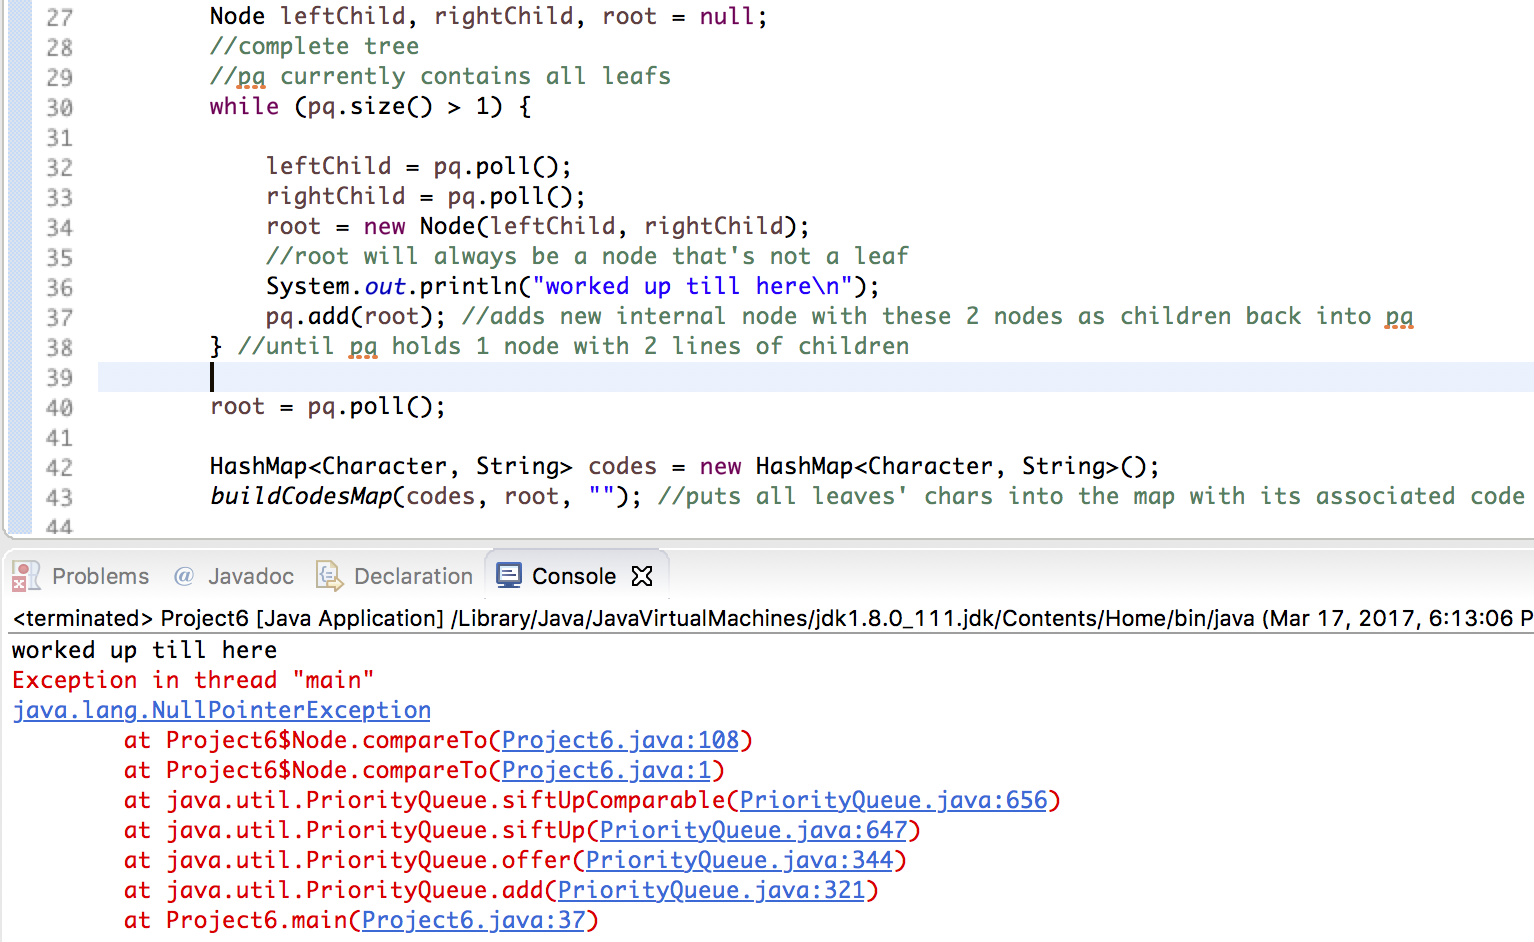 27 Node leftChild, rightChild, root = null;
28 //complete tree
29 //pq currently contains all leafs
30 while (pq.size() > 1) {
31
32 leftChild = pq.poll();
33 rightChild = pq.poll();
34 root = new Node(leftChild, rightChild);
35 //root will always be a node that's not a leaf
36 System.out.println("worked up till here\n");
37 pq.add(root); //adds new internal node with these 2 nodes as children back into pq
38 } //until pq holds 1 node with 2 lines of children
39
40 root = pq.poll();
41
42 HashMap<Character, String> codes = new HashMap<Character, String>();
43 buildCodesMap(codes, root, ""); //puts all leaves' chars into the map with its associated code
44
Problems @ Javadoc Declaration Console
<terminated> Project6 [Java Application] /Library/Java/JavaVirtualMachines/jdk1.8.0_111.jdk/Contents/Home/bin/java (Mar 17, 2017, 6:13:06 P
worked up till here
Exception in thread "main"
java.lang.NullPointerException
at Project6$Node.compareTo(Project6.java:108)
at Project6$Node.compareTo(Project6.java:1)
at java.util.PriorityQueue.siftUpComparable(PriorityQueue.java:656)
at java.util.PriorityQueue.siftUp(PriorityQueue.java:647)
at java.util.PriorityQueue.offer(PriorityQueue.java:344)
at java.util.PriorityQueue.add(PriorityQueue.java:321)
at Project6.main(Project6.java:37)